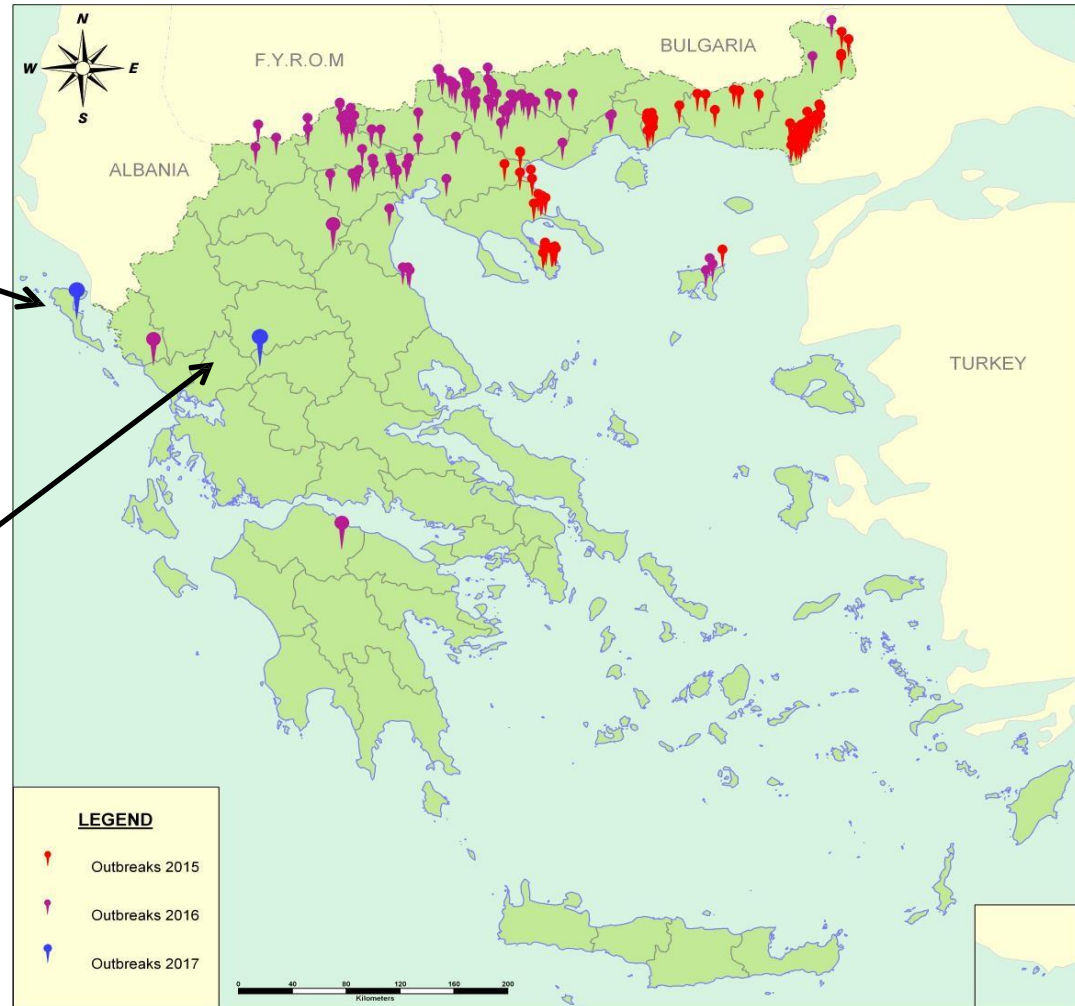 N
W
E
S
F.Y.R.O.M
BULGARIA
ALBANIA
TURKEY
LEGEND
Outbreaks 2015
Outbreaks 2016
Outbreaks 2017
0 40 80 120 160 200
Kilometers